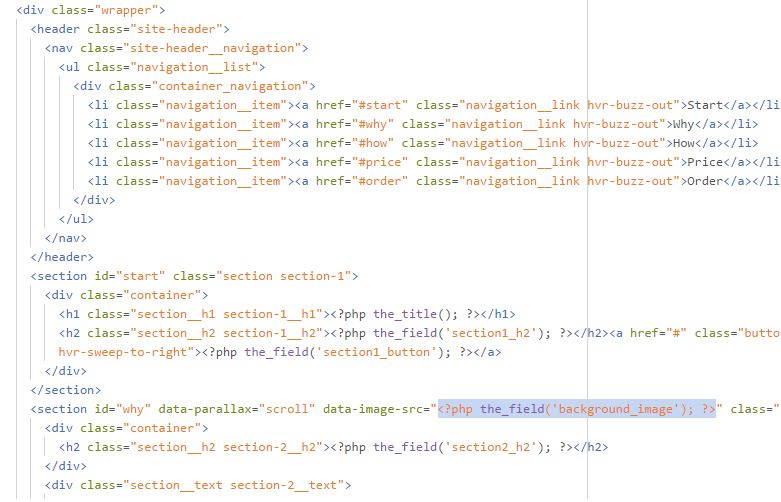 <div class="wrapper">
<header class="site-header">
<nav class="site-header__navigation">
<ul class="navigation__list">
<div class="container_navigation">
<li class="navigation__item"><a href="#start" class="navigation__link hvr-buzz-out">Start</a></li
<li class="navigation__item"><a href="#why" class="navigation__link hvr-buzz-out">Why</a></li>
<li class="navigation__item"><a href="#how" class="navigation__link hvr-buzz-out">How</a></li>
<li class="navigation__item"><a href="#price" class="navigation__link hvr-buzz-out">Price</a></li
<li class="navigation__item"><a href="#order" class="navigation__link hvr-buzz-out">Order</a></li
</div>
</ul>
</nav>
</header>
<section id="start" class="section section-1">
<div class="container">
<h1 class="section__h1 section-1__h1"><?php the_title(); ?></h1>
<h2 class="section__h2 section-1__h2"><?php the_field('section1_h2'); ?></h2><a href="#" class="butto
hvr-sweep-to-right"><?php the_field('section1_button'); ?></a>
</div>
</section>
<section id="why" data-parallax="scroll" data-image-src="<?php the_field('background_image'); ?>" class="
<div class="container">
<h2 class="section__h2 section-2__h2"><?php the_field('section2_h2'); ?></h2>
</div>
<div class="section__text section-2__text">